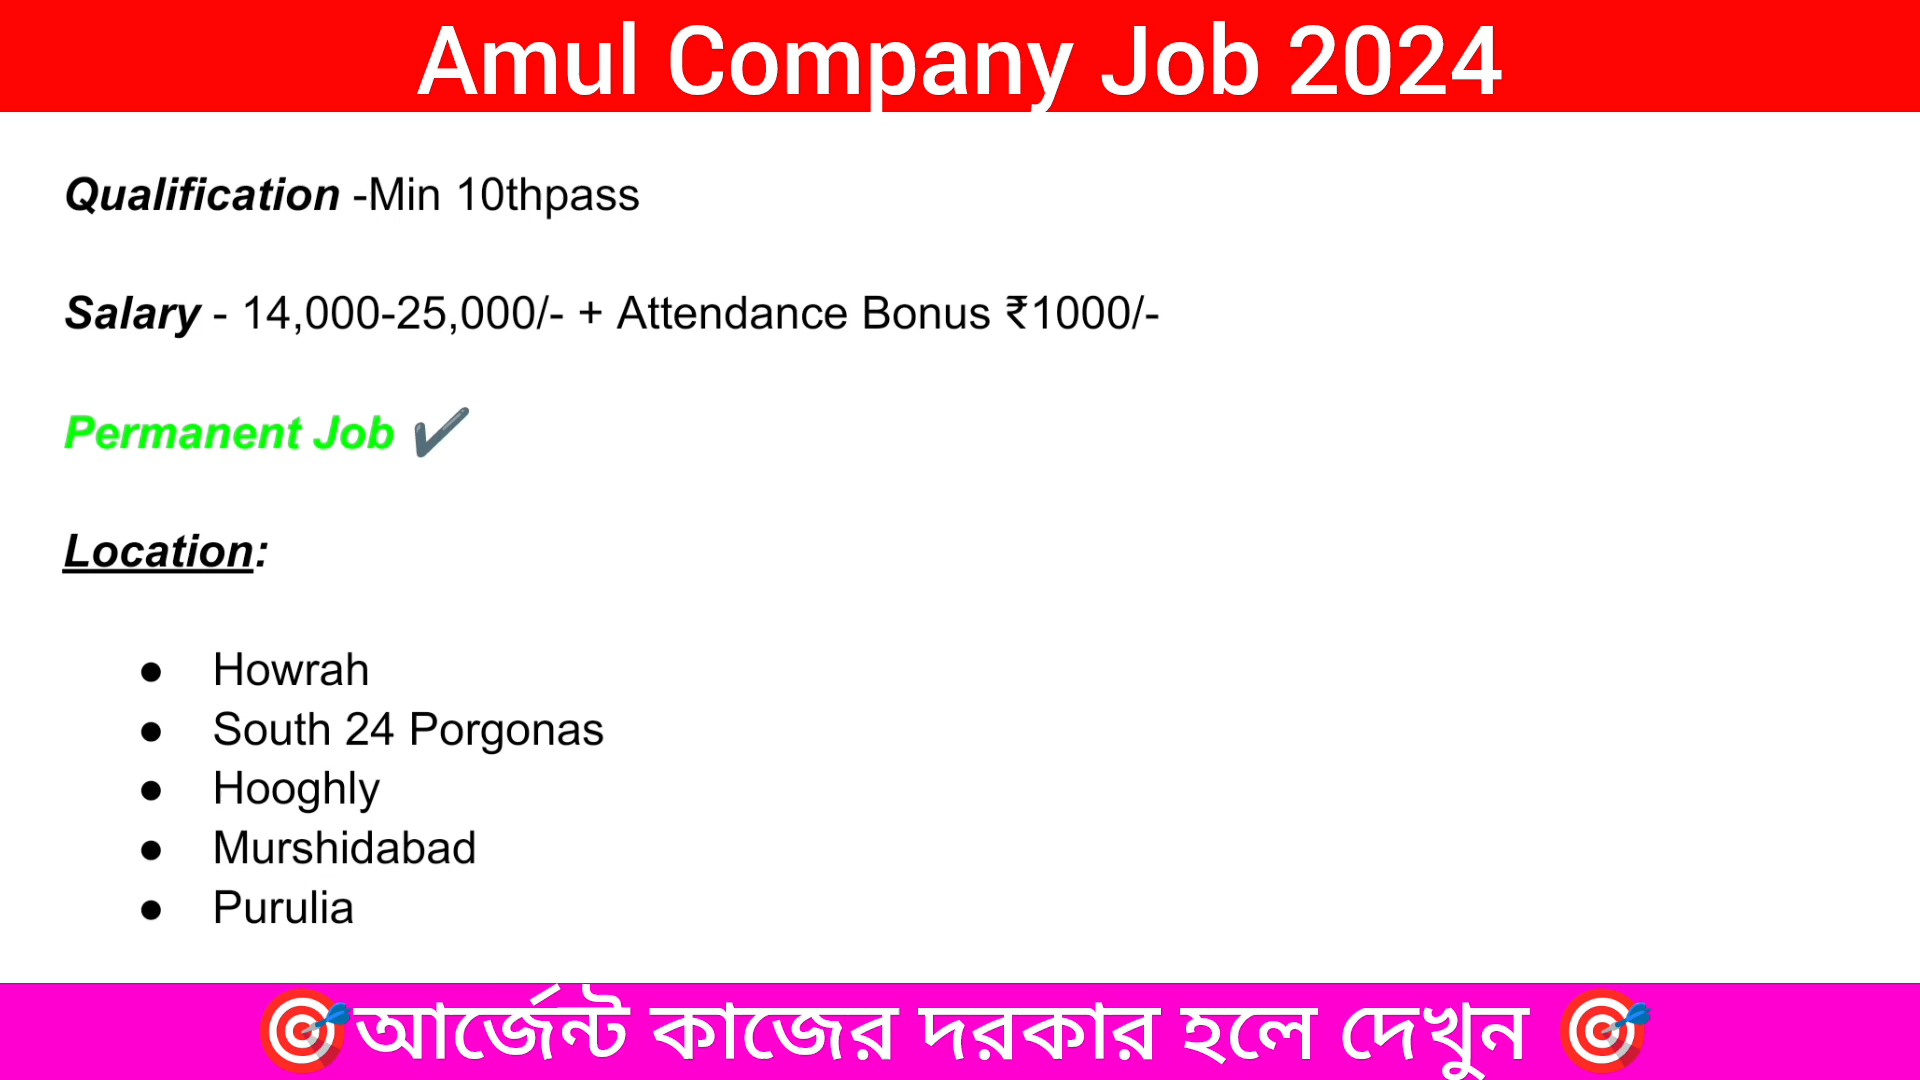 Amul Company Job 2024
Qualification -Min 10thpass
Salary - 14,000-25,000/- + Attendance Bonus ₹1000/-
Permanent Job ✔️
Location:
● Howrah
● South 24 Porgonas
● Hooghly
● Murshidabad
● Purulia
🎯আর্জেন্ট কাজের দরকার হলে দেখুন 🎯